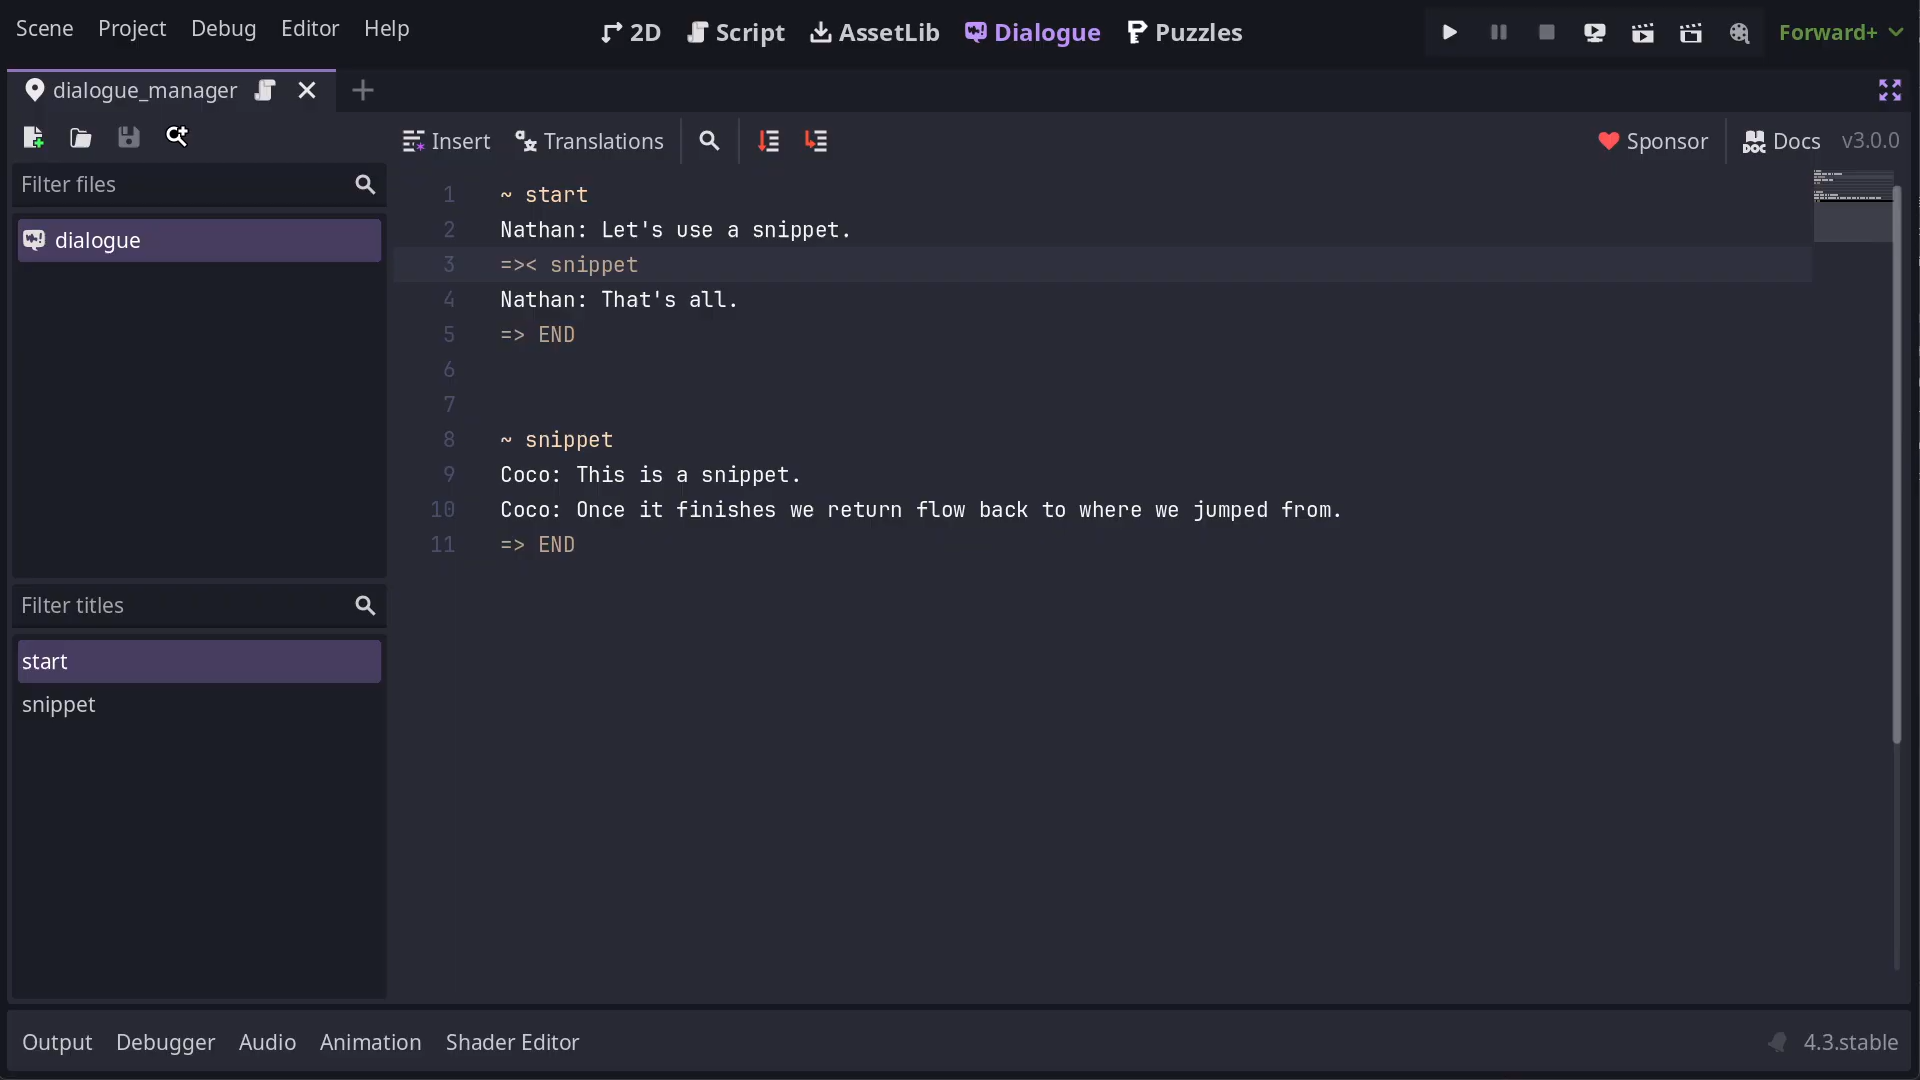 Scene Project Debug Editor Help 2D Script AssetLib Dialogue Puzzles Forward+
dialogue_manager
Insert Translations Sponsor DOC Docs v3.0.0
Filter files
dialogue
Filter titles
start
snippet
1 ~ start
2 Nathan: Let's use a snippet.
3 =>< snippet
4 Nathan: That's all.
5 => END
6
7
8 ~ snippet
9 Coco: This is a snippet.
10 Coco: Once it finishes we return flow back to where we jumped from.
11 => END
Output Debugger Audio Animation Shader Editor 4.3.stable